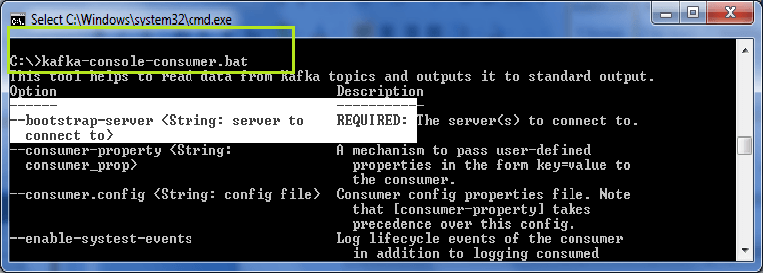 Select C:\Windows\system32\cmd.exe
C:\>kafka-console-consumer.bat
This tool helps to read data from Kafka topics and outputs it to standard output.
Option                                   Description
------                                   -----------
--bootstrap-server <String: server to    REQUIRED: The server(s) to connect to.
  connect to>
--consumer-property <String:             A mechanism to pass user-defined
  consumer_prop>                           properties in the form key=value to
                                           the consumer.
--consumer.config <String: config file>  Consumer config properties file. Note
                                           that [consumer-property] takes
                                           precedence over this config.
--enable-systest-events                  Log lifecycle events of the consumer
                                           in addition to logging consumed